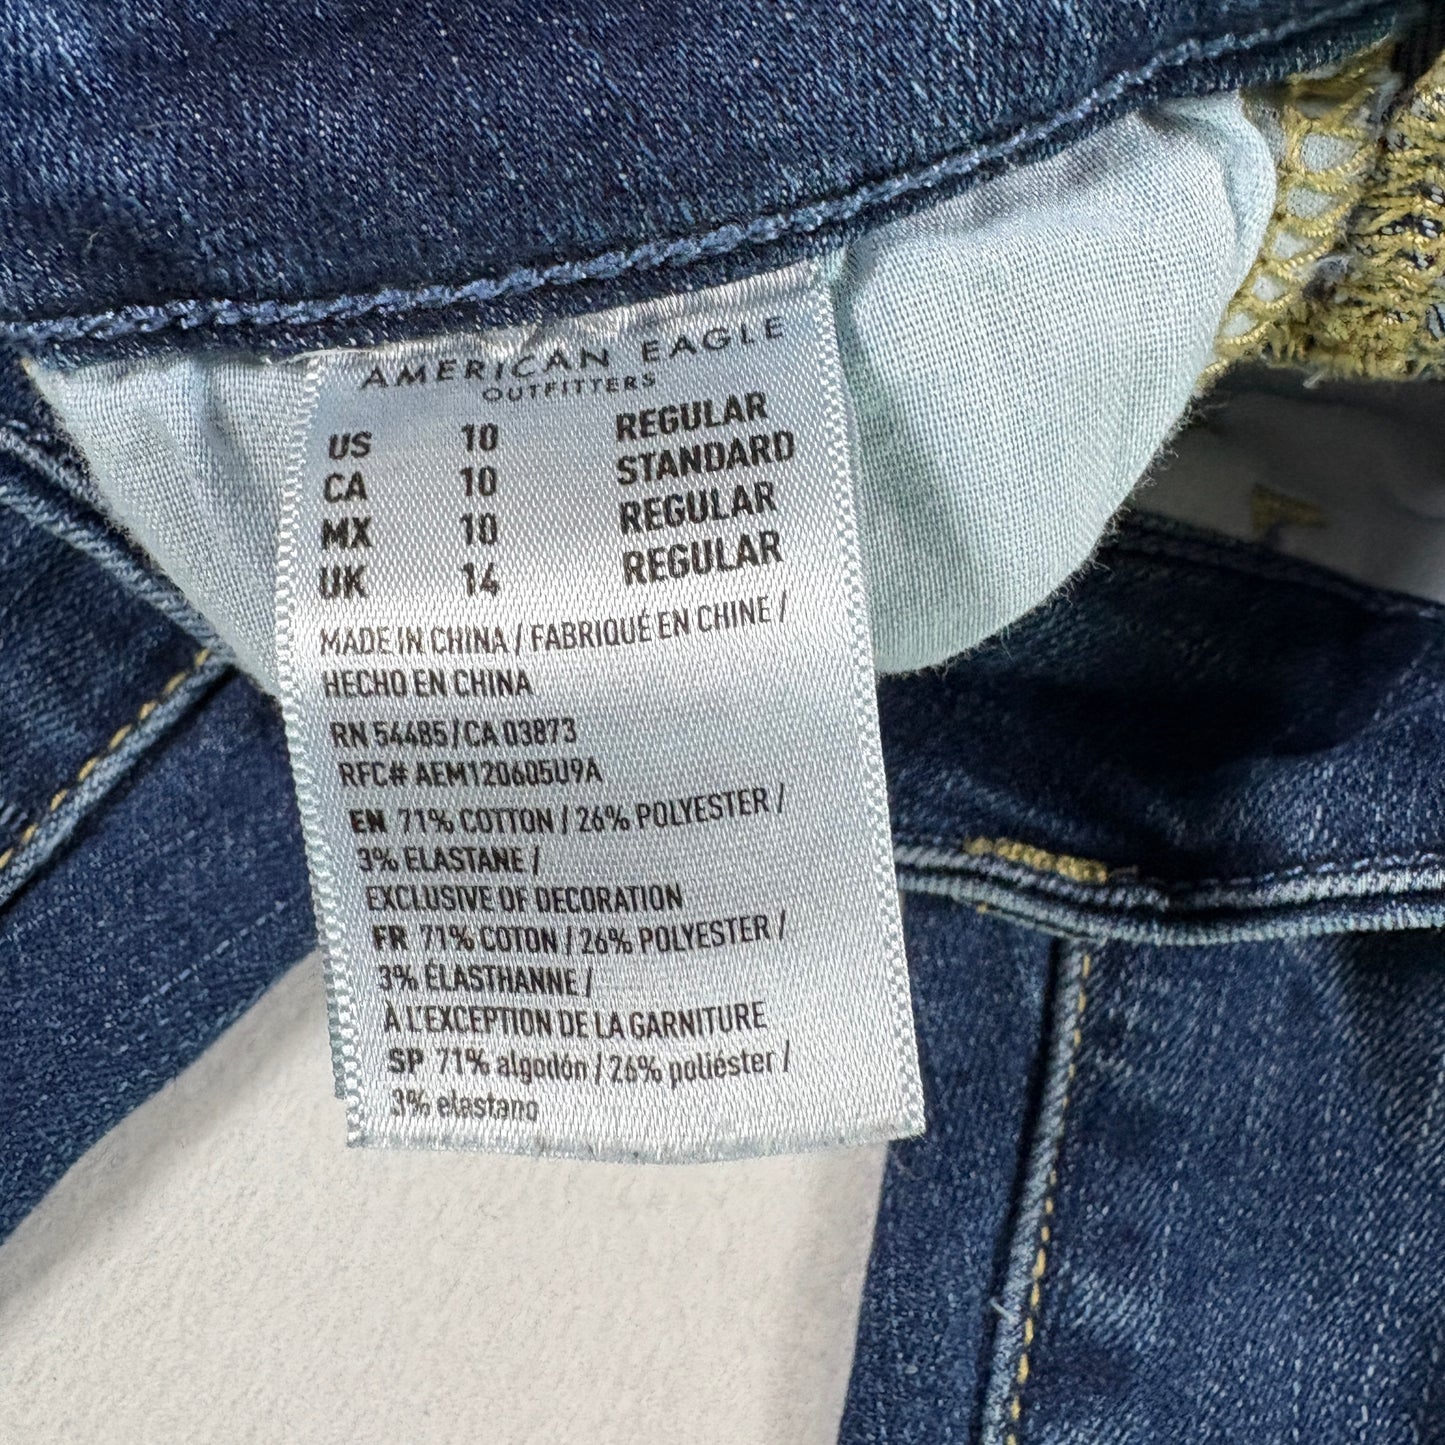 AMERICAN EAGLE
OUTFITTERS
US 10 REGULAR
CA 10 STANDARD
MX 10 REGULAR
UK 14 REGULAR
MADE IN CHINA / FABRIQUÉ EN CHINE /
HECHO EN CHINA
RN 54485/CA 03873
RFC# AEM120605U9A
EN 71% COTTON / 26% POLYESTER /
3% ELASTANE /
EXCLUSIVE OF DECORATION
FR 71% COTON / 26% POLYESTER /
3% ÉLASTHANNE /
À L'EXCEPTION DE LA GARNITURE
SP 71% algodón / 26% poliéster /
3% elastano